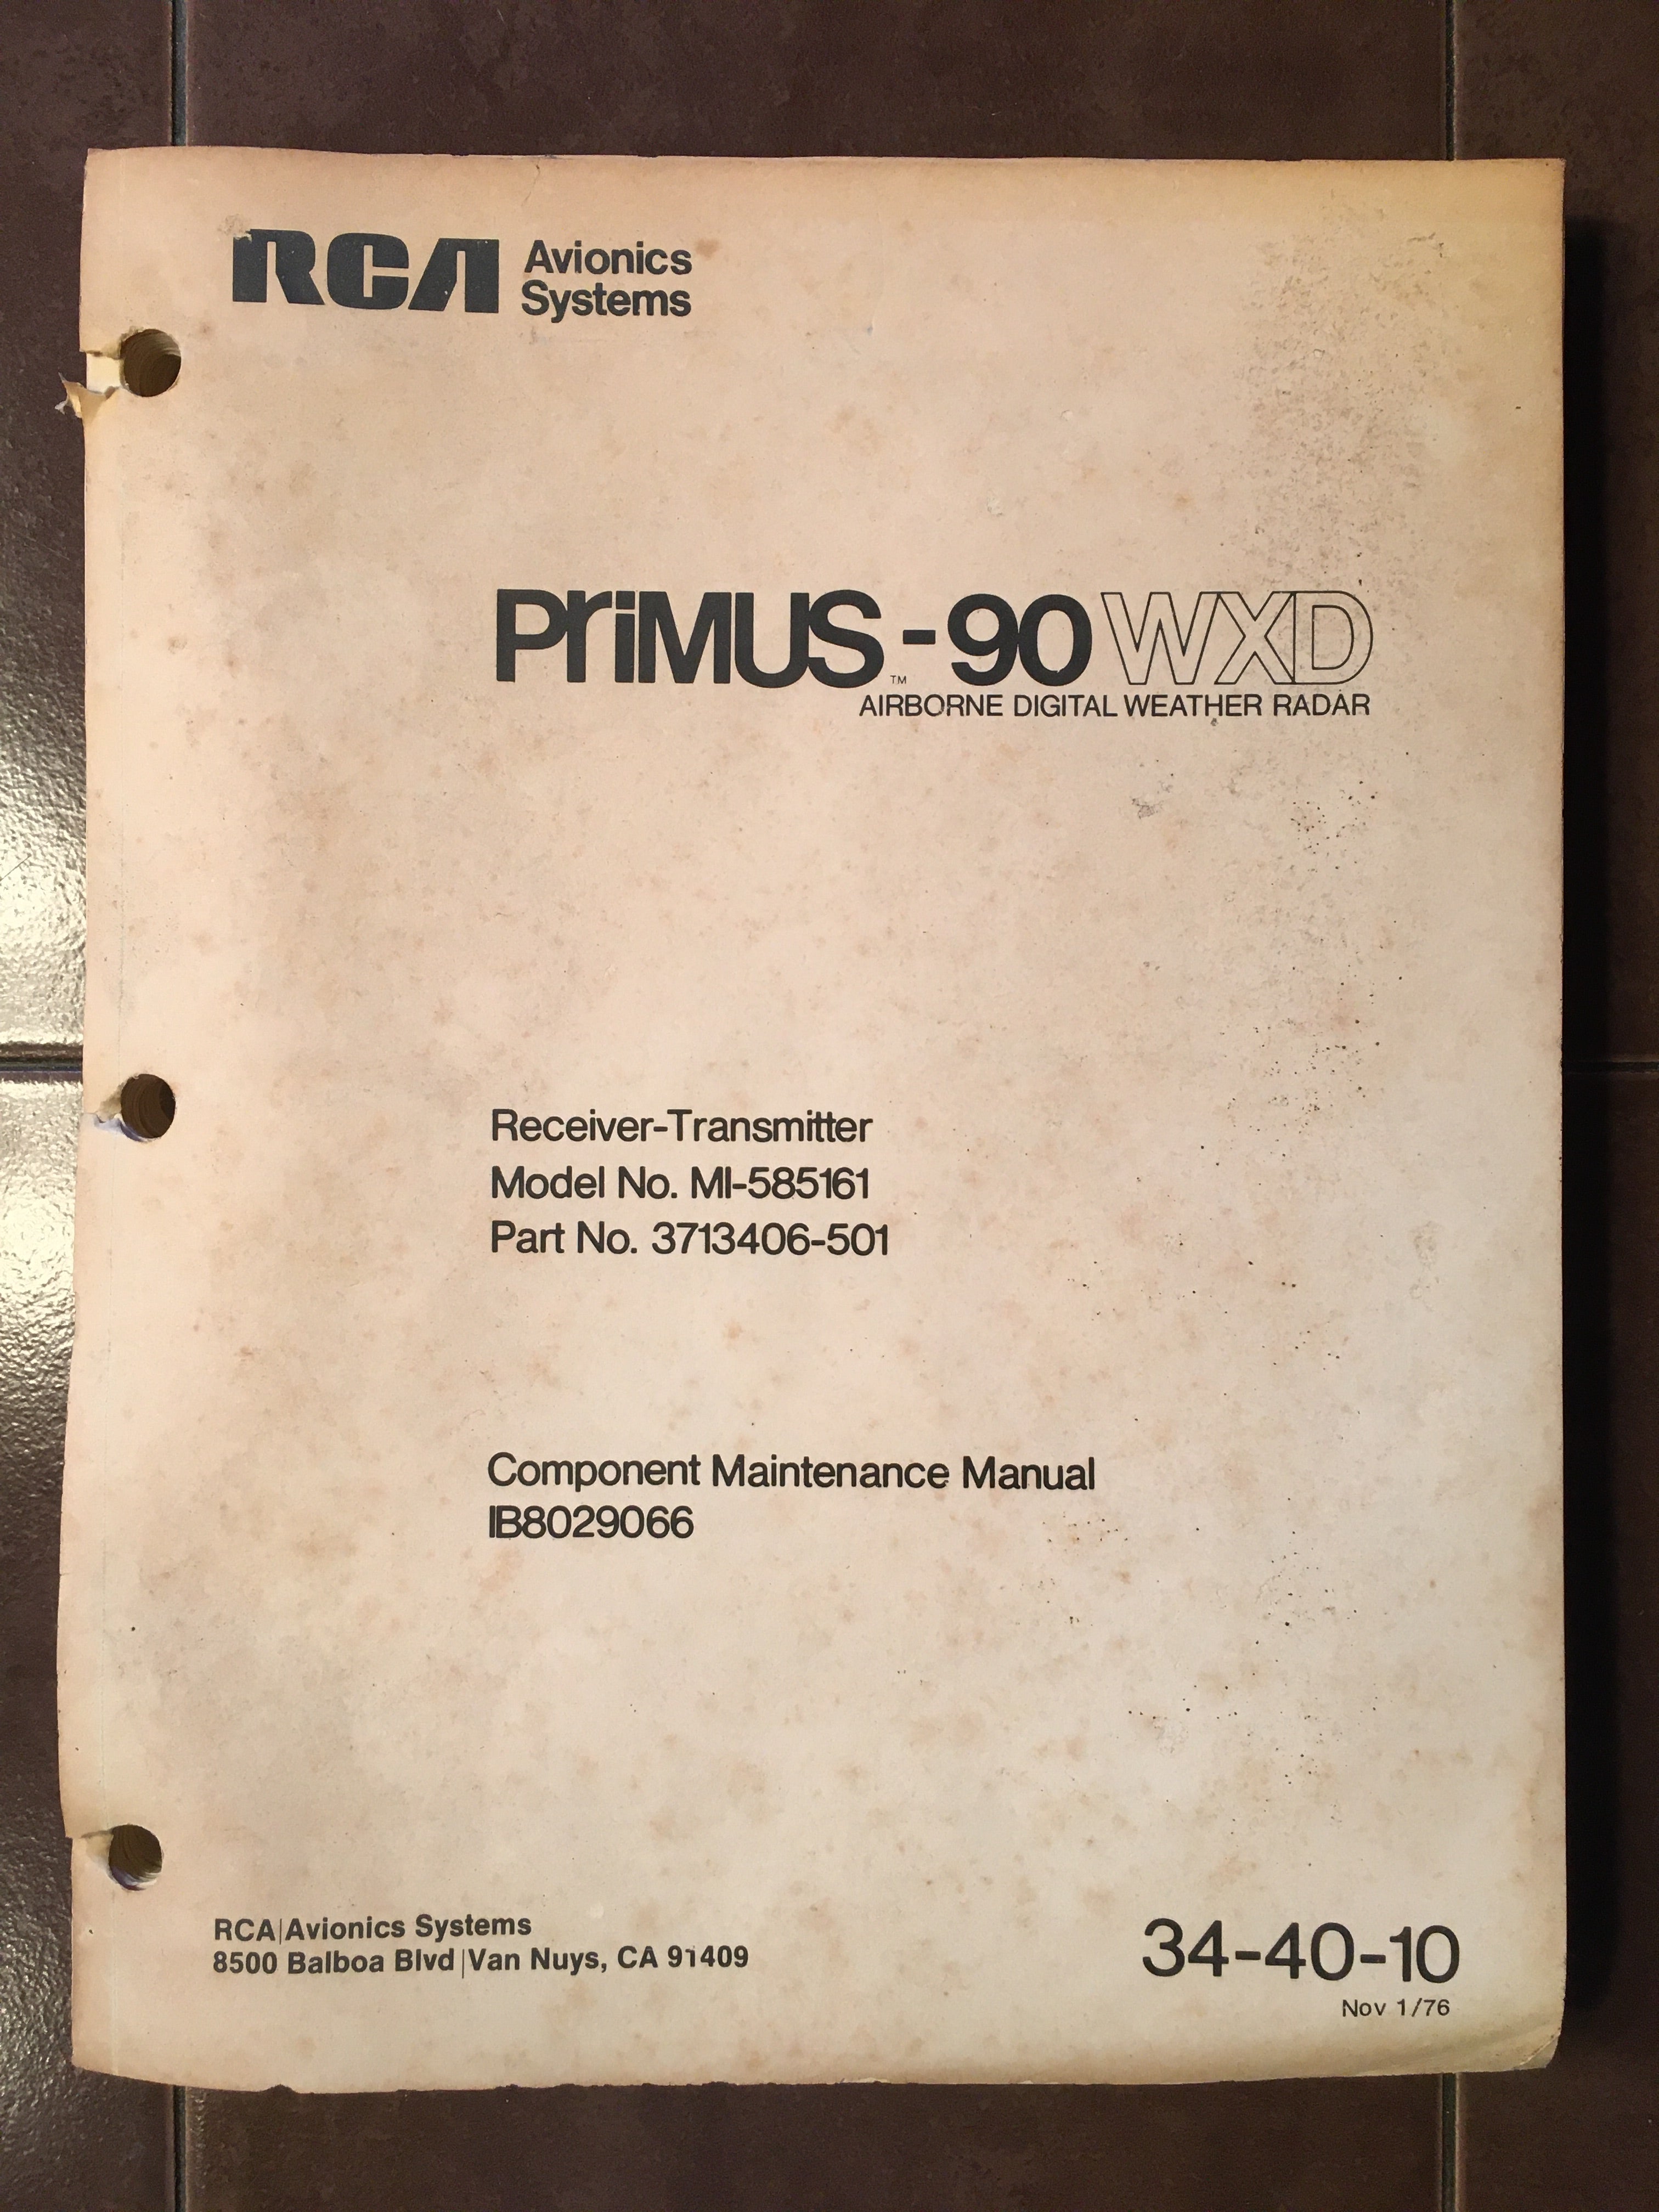 RCA Avionics
Systems
PRiMUS™-90 WXD
AIRBORNE DIGITAL WEATHER RADAR
Receiver-Transmitter
Model No. MI-585161
Part No. 3713406-501
Component Maintenance Manual
IB8029066
RCA|Avionics Systems
8500 Balboa Blvd|Van Nuys, CA 91409
34-40-10
Nov 1/76